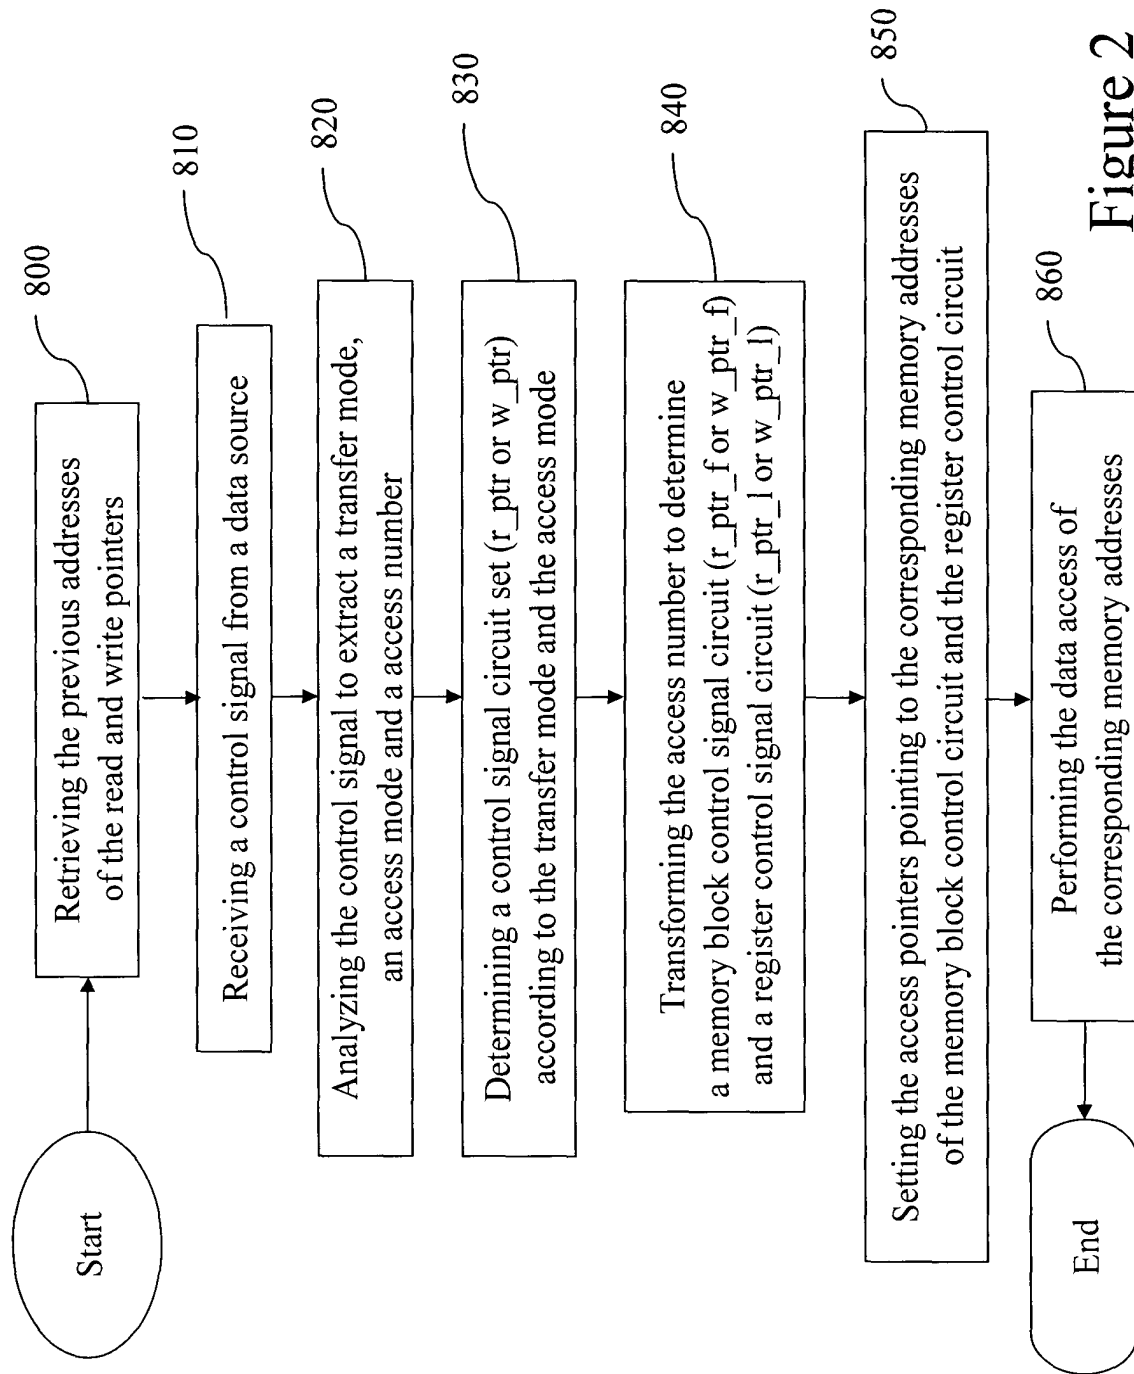 Start
Retrieving the previous addresses
of the read and write pointers
800
Receiving a control signal from a data source
810
Analyzing the control signal to extract a transfer mode,
an access mode and a access number
820
Determining a control signal circuit set (r_ptr or w_ptr)
according to the transfer mode and the access mode
830
Transforming the access number to determine
a memory block control signal circuit (r_ptr_f or w_ptr_f)
and a register control signal circuit (r_ptr_l or w_ptr_l)
840
Setting the access pointers pointing to the corresponding memory addresses
of the memory block control circuit and the register control circuit
850
Performing the data access of
the corresponding memory addresses
860
End
Figure 2